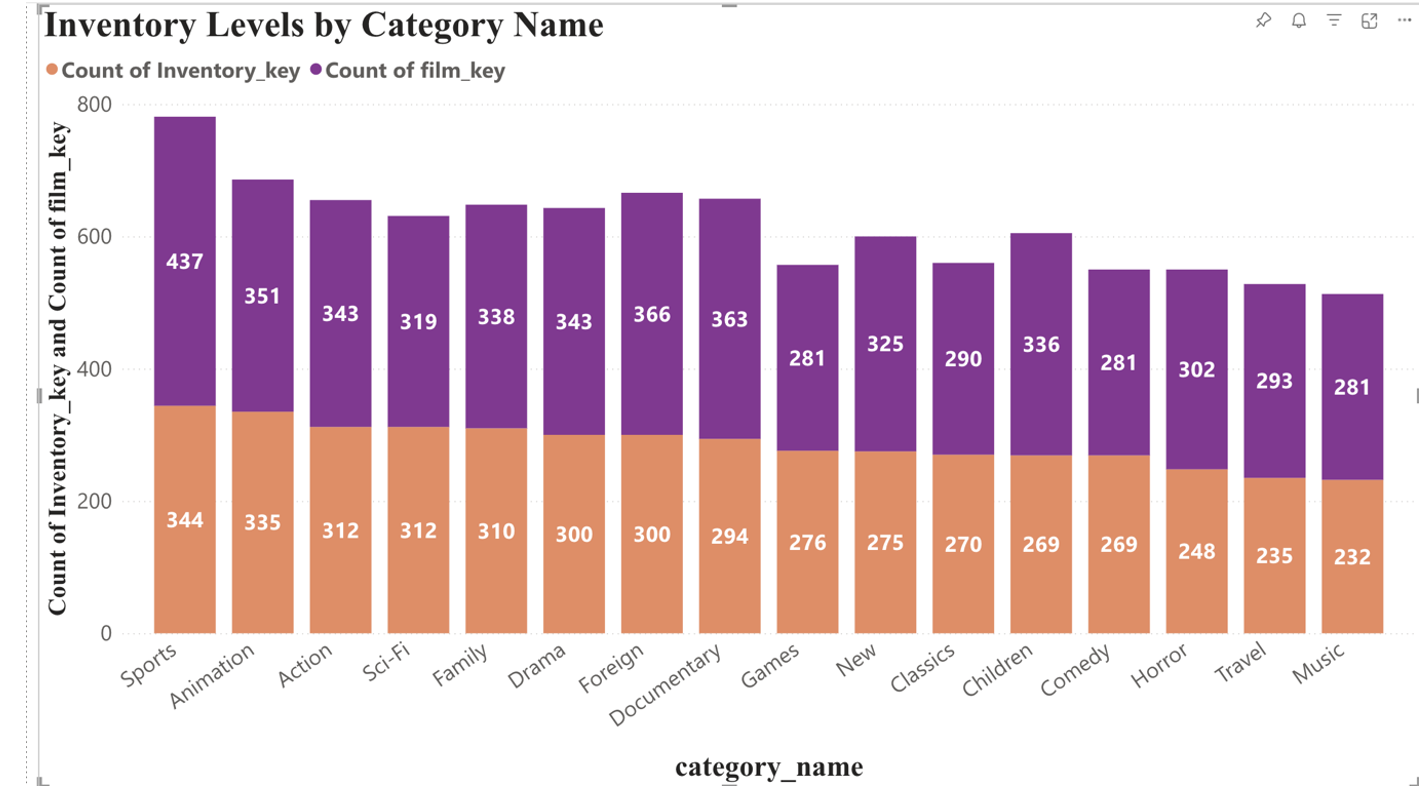 Inventory Levels by Category Name
Count of Inventory_key Count of film_key
Count of Inventory_key and Count of film_key
800
600
400
200
0
437 351 343 319 338 343 366 363 281 325 290 336 281 302 293 281
344 335 312 312 310 300 300 294 276 275 270 269 269 248 235 232
Sports Animation Action Sci-Fi Family Drama Foreign Documentary Games New Classics Children Comedy Horror Travel Music
category_name